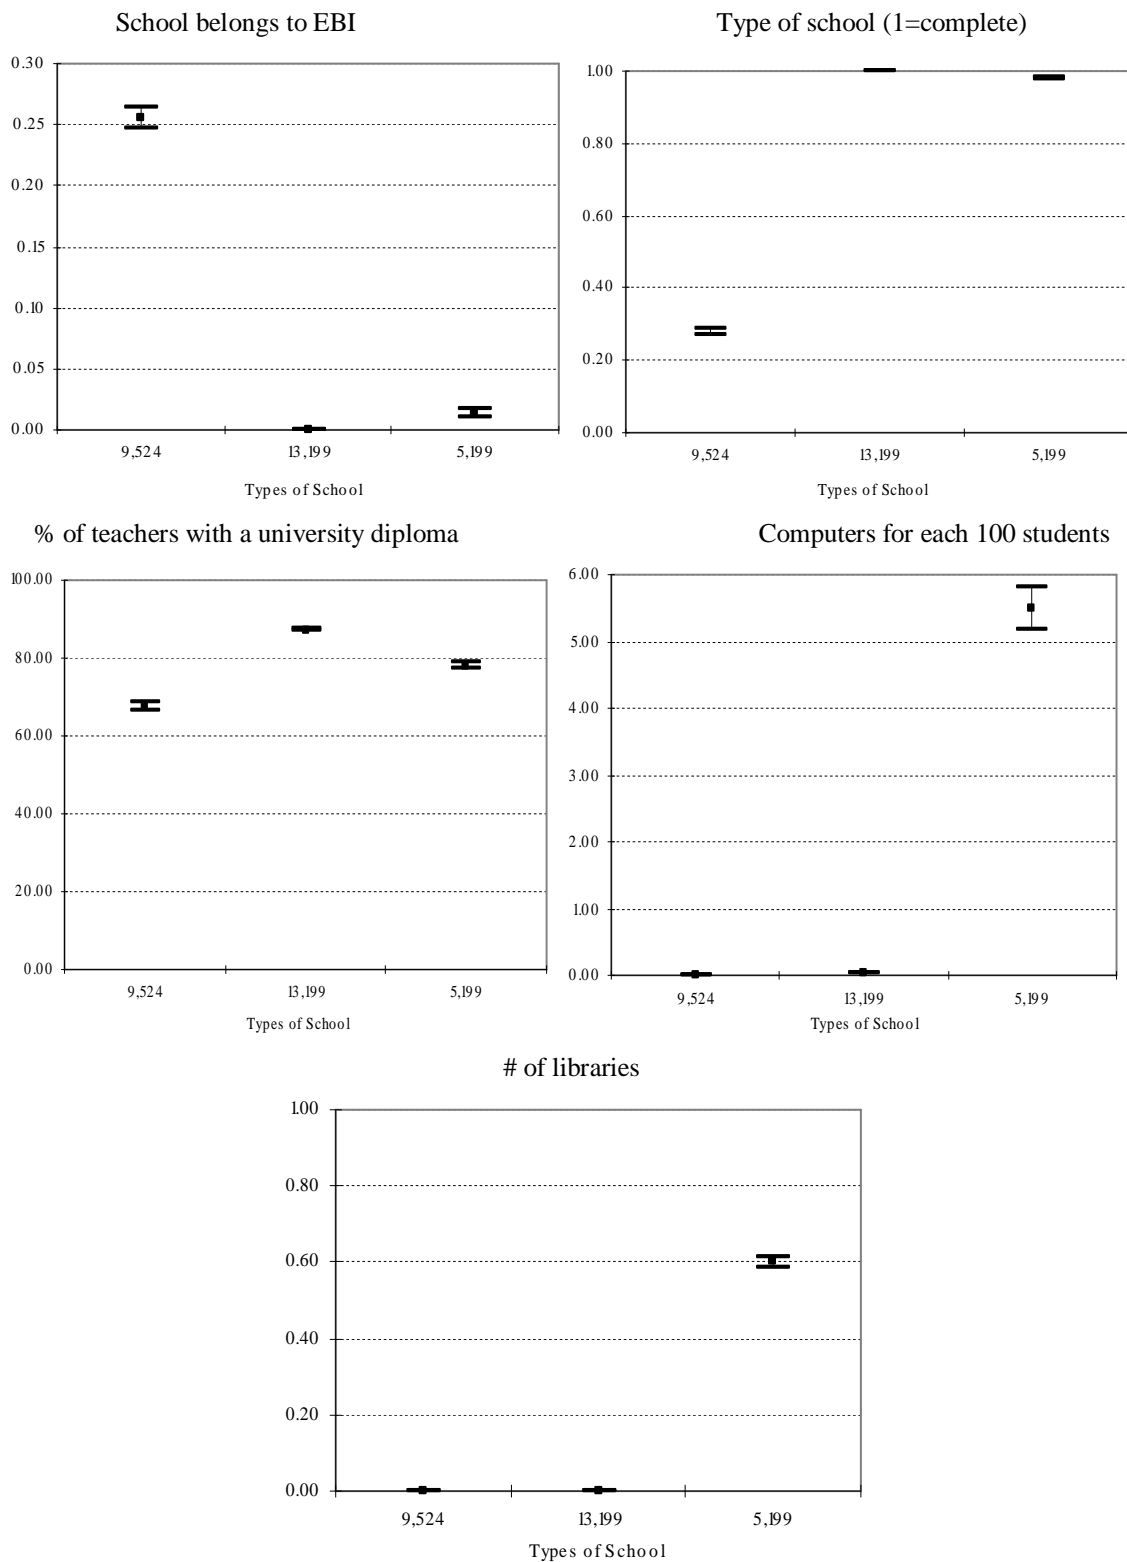 School belongs to EBI
0.30
0.25
0.20
0.15
0.10
0.05
0.00
9,524 13,199 5,199
Types of School
Type of school (1=complete)
1.00
0.80
0.60
0.40
0.20
0.00
9,524 13,199 5,199
Types of School
% of teachers with a university diploma
100.00
80.00
60.00
40.00
20.00
0.00
9,524 13,199 5,199
Types of School
Computers for each 100 students
6.00
5.00
4.00
3.00
2.00
1.00
0.00
9,524 13,199 5,199
Types of School
# of libraries
1.00
0.80
0.60
0.40
0.20
0.00
9,524 13,199 5,199
Types of School